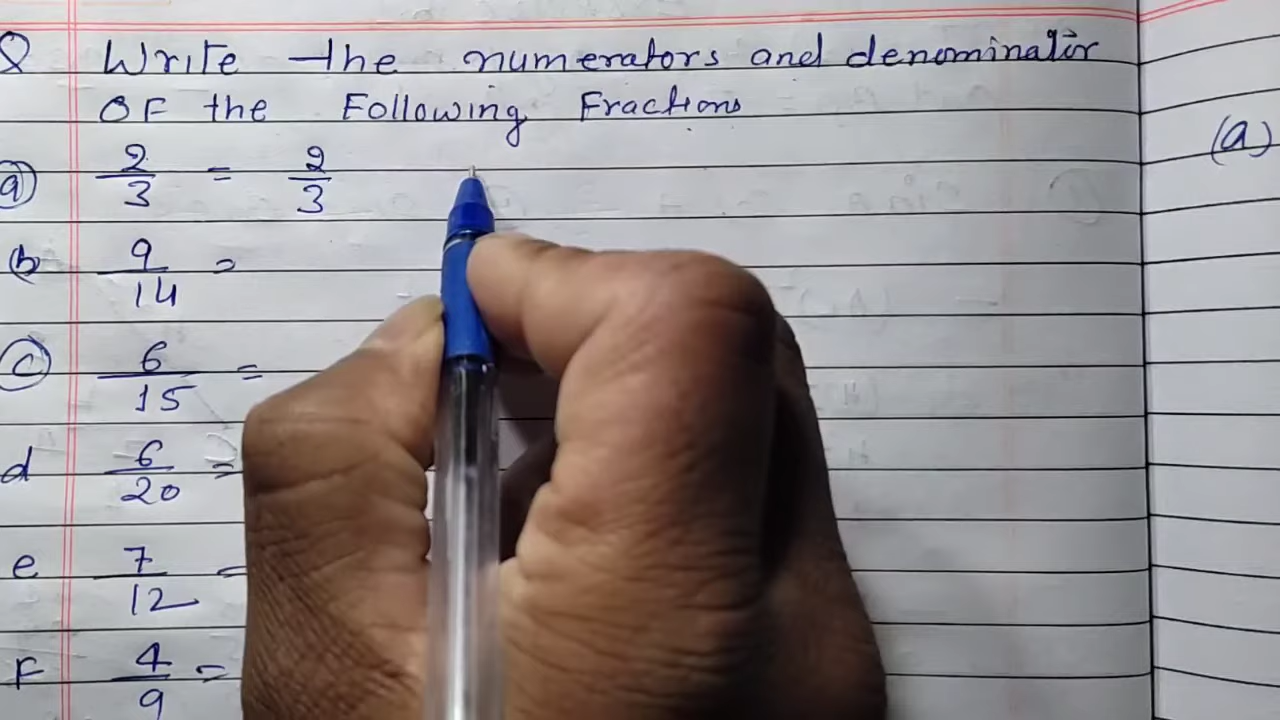 Q Write the numerators and denominator
OF the Following Fractions
(a) 2/3 = 2/3
(b) 9/14 =
(c) 6/15 =
d 6/20 =
e 7/12 =
F 4/9 =
(a)